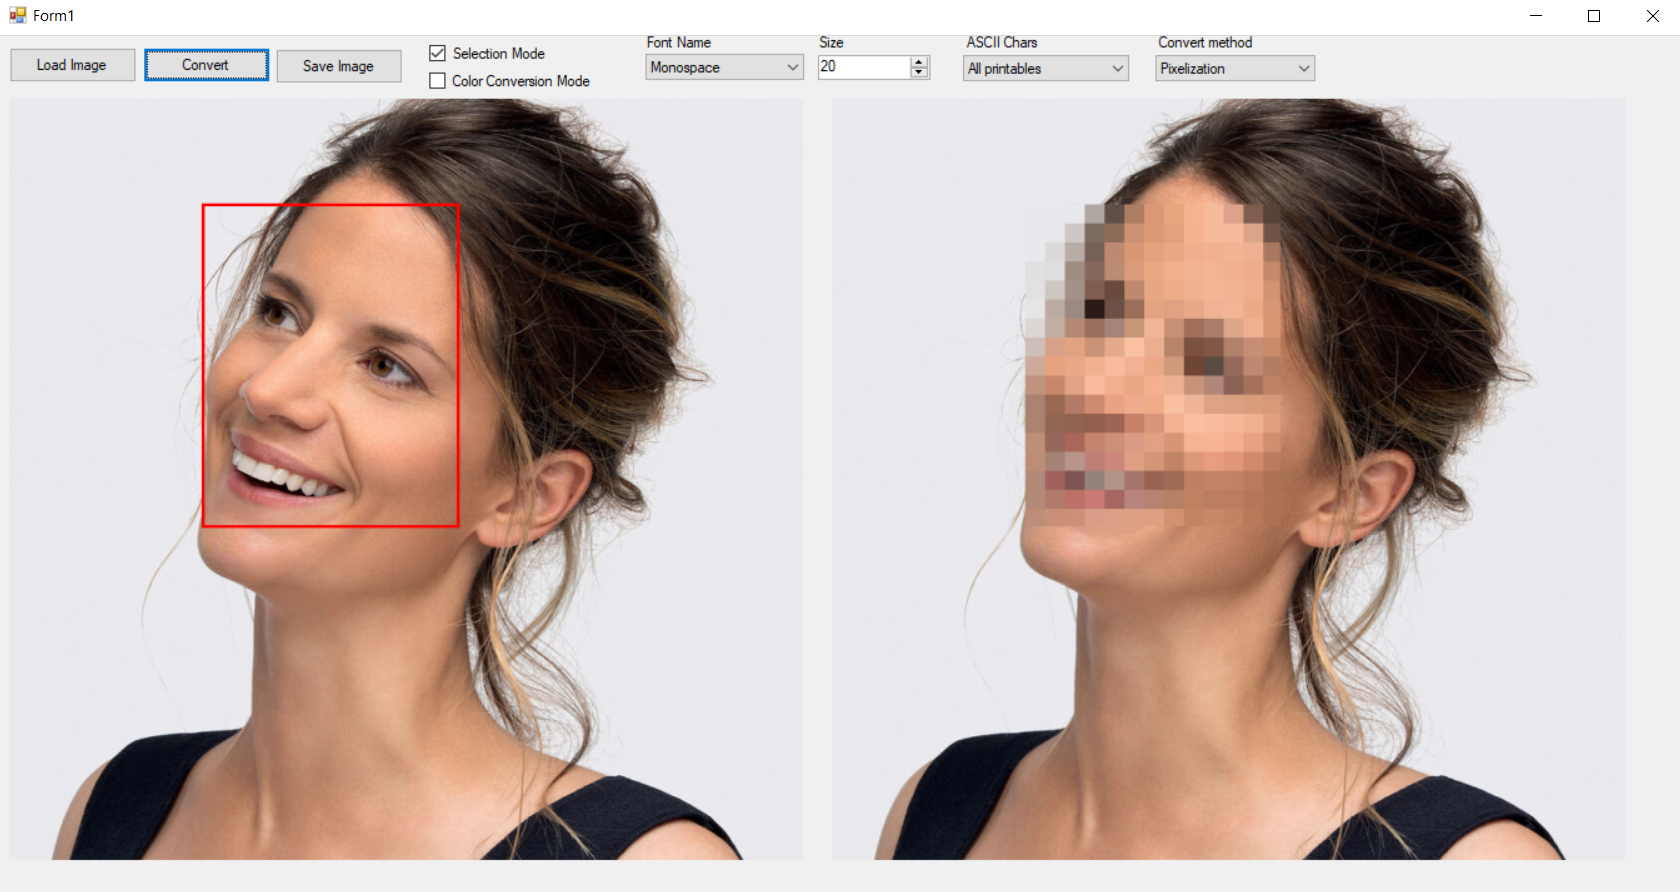 Form1
Load Image
Convert
Save Image
Selection Mode
Color Conversion Mode
Font Name
Monospace
Size
20
ASCII Chars
All printables
Convert method
Pixelization